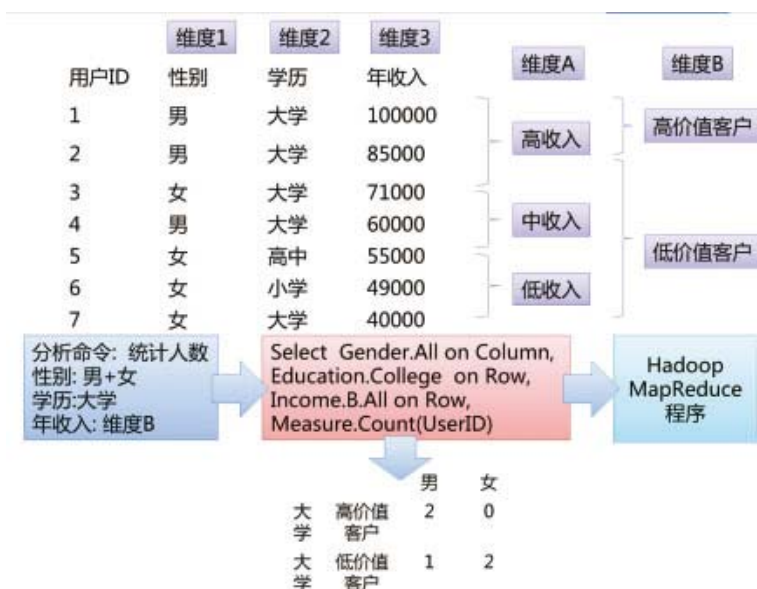 维度1 维度2 维度3
维度A 维度B
用户ID 性别 学历 年收入
1 男 大学 100000
高收入 高价值客户
2 男 大学 85000
3 女 大学 71000
4 男 大学 60000
中收入
5 女 高中 55000
低价值客户
6 女 小学 49000
低收入
7 女 大学 40000
分析命令: 统计人数
性别: 男+女
学历:大学
年收入: 维度B
Select Gender.All on Column,
Education.College on Row,
Income.B.All on Row,
Measure.Count(UserID)
Hadoop
MapReduce
程序
男 女
大学 高价值客户 2 0
大学 低价值客户 1 2